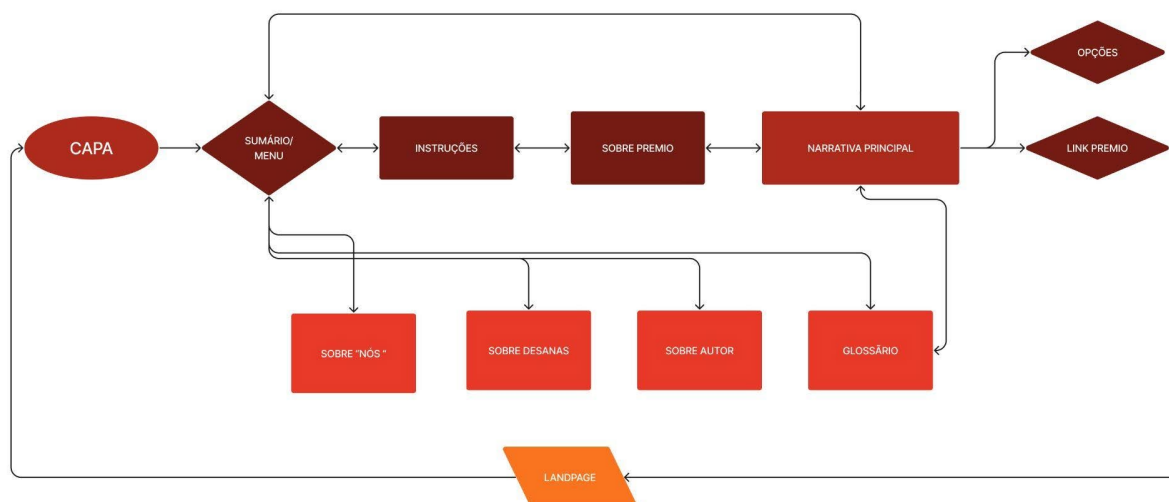 OPÇÕES
CAPA
SUMÁRIO/
MENU
INSTRUÇÕES
SOBRE PREMIO
NARRATIVA PRINCIPAL
LINK PREMIO
SOBRE "NÓS "
SOBRE DESANAS
SOBRE AUTOR
GLOSSÁRIO
LANDPAGE